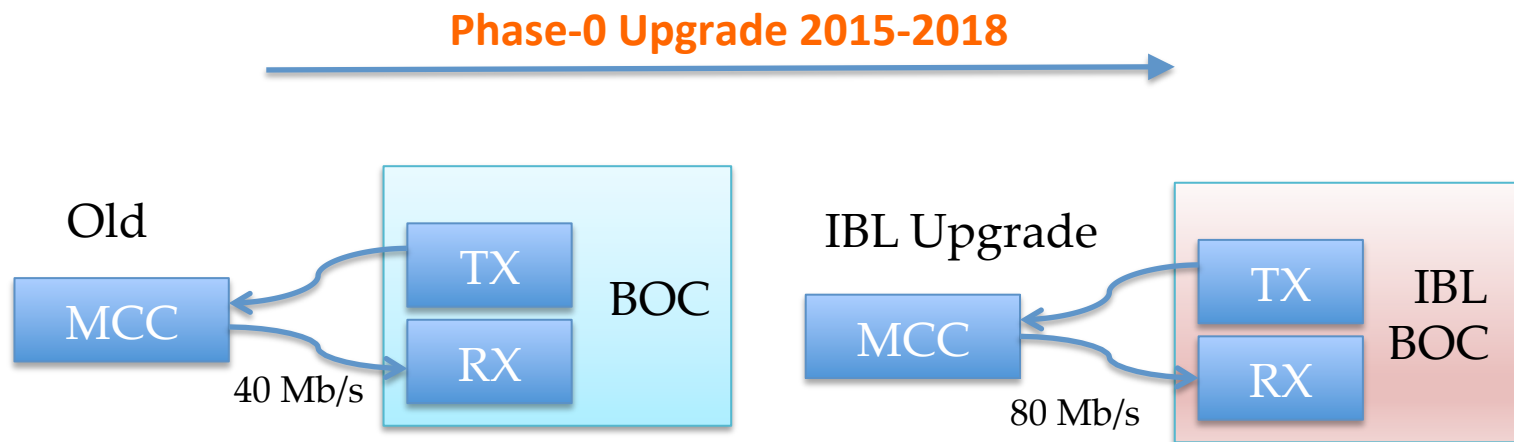 Phase-0 Upgrade 2015-2018
Old
MCC
TX
RX
BOC
40 Mb/s
IBL Upgrade
MCC
TX
RX
IBL
BOC
80 Mb/s